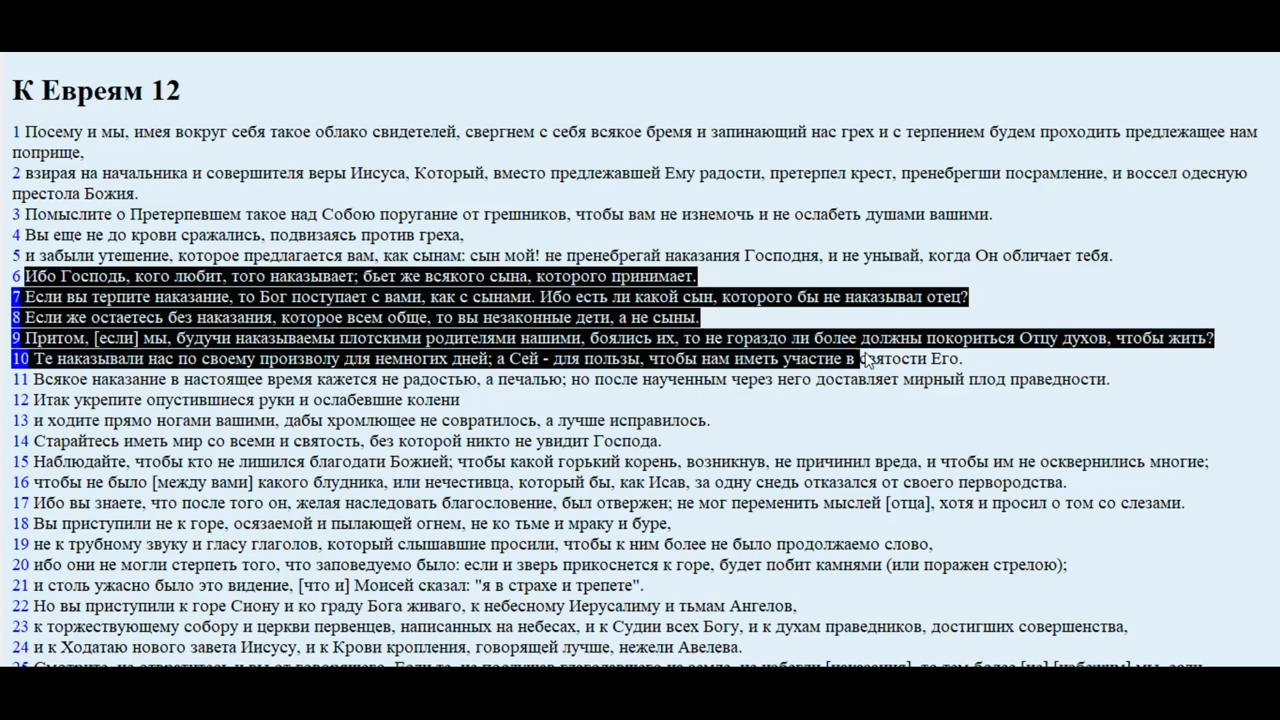 К Евреям 12
1 Посему и мы, имея вокруг себя такое облако свидетелей, свергнем с себя всякое бремя и запинающий нас грех и с терпением будем проходить предлежащее нам
поприще,
2 взирая на начальника и совершителя веры Иисуса, Который, вместо предлежавшей Ему радости, претерпел крест, пренебрегши посрамление, и воссел одесную
престола Божия.
3 Помыслите о Претерпевшем такое над Собою поругание от грешников, чтобы вам не изнемочь и не ослабеть душами вашими.
4 Вы еще не до крови сражались, подвизаясь против греха,
5 и забыли утешение, которое предлагается вам, как сынам: сын мой! не пренебрегай наказания Господня, и не унывай, когда Он обличает тебя.
6 Ибо Господь, кого любит, того наказывает; бьет же всякого сына, которого принимает.
7 Если вы терпите наказание, то Бог поступает с вами, как с сынами. Ибо есть ли какой сын, которого бы не наказывал отец?
8 Если же остаетесь без наказания, которое всем обще, то вы незаконные дети, а не сыны.
9 Притом, [если] мы, будучи наказываемы плотскими родителями нашими, боялись их, то не гораздо ли более должны покориться Отцу духов, чтобы жить?
10 Те наказывали нас по своему произволу для немногих дней; а Сей - для пользы, чтобы нам иметь участие в святости Его.
11 Всякое наказание в настоящее время кажется не радостью, а печалью; но после наученным через него доставляет мирный плод праведности.
12 Итак укрепите опустившиеся руки и ослабевшие колени
13 и ходите прямо ногами вашими, дабы хромлющее не совратилось, а лучше исправилось.
14 Старайтесь иметь мир со всеми и святость, без которой никто не увидит Господа.
15 Наблюдайте, чтобы кто не лишился благодати Божией; чтобы какой горький корень, возникнув, не причинил вреда, и чтобы им не осквернились многие;
16 чтобы не было [между вами] какого блудника, или нечестивца, который бы, как Исав, за одну снедь отказался от своего первородства.
17 Ибо вы знаете, что после того он, желая наследовать благословение, был отвержен; не мог переменить мыслей [отца], хотя и просил о том со слезами.
18 Вы приступили не к горе, осязаемой и пылающей огнем, не ко тьме и мраку и буре,
19 не к трубному звуку и гласу глаголов, который слышавшие просили, чтобы к ним более не было продолжаемо слово,
20 ибо они не могли стерпеть того, что заповедуемо было: если и зверь прикоснется к горе, будет побит камнями (или поражен стрелою);
21 и столь ужасно было это видение, [что и] Моисей сказал: "я в страхе и трепете".
22 Но вы приступили к горе Сиону и ко граду Бога живаго, к небесному Иерусалиму и тьмам Ангелов,
23 к торжествующему собору и церкви первенцев, написанных на небесах, и к Судии всех Богу, и к духам праведников, достигших совершенства,
24 и к Ходатаю нового завета Иисусу, и к Крови кропления, говорящей лучше, нежели Авелева.